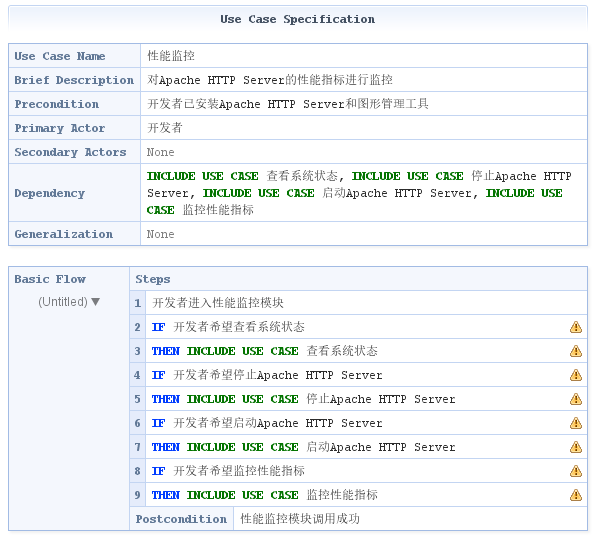 Use Case Specification
Use Case Name 性能监控
Brief Description 对Apache HTTP Server的性能指标进行监控
Precondition 开发者已安装Apache HTTP Server和图形管理工具
Primary Actor 开发者
Secondary Actors None
Dependency INCLUDE USE CASE 查看系统状态, INCLUDE USE CASE 停止Apache HTTP
Server, INCLUDE USE CASE 启动Apache HTTP Server, INCLUDE USE
CASE 监控性能指标
Generalization None
Basic Flow Steps
(Untitled) ▼
1 开发者进入性能监控模块
2 IF 开发者希望查看系统状态
3 THEN INCLUDE USE CASE 查看系统状态
4 IF 开发者希望停止Apache HTTP Server
5 THEN INCLUDE USE CASE 停止Apache HTTP Server
6 IF 开发者希望启动Apache HTTP Server
7 THEN INCLUDE USE CASE 启动Apache HTTP Server
8 IF 开发者希望监控性能指标
9 THEN INCLUDE USE CASE 监控性能指标
Postcondition 性能监控模块调用成功